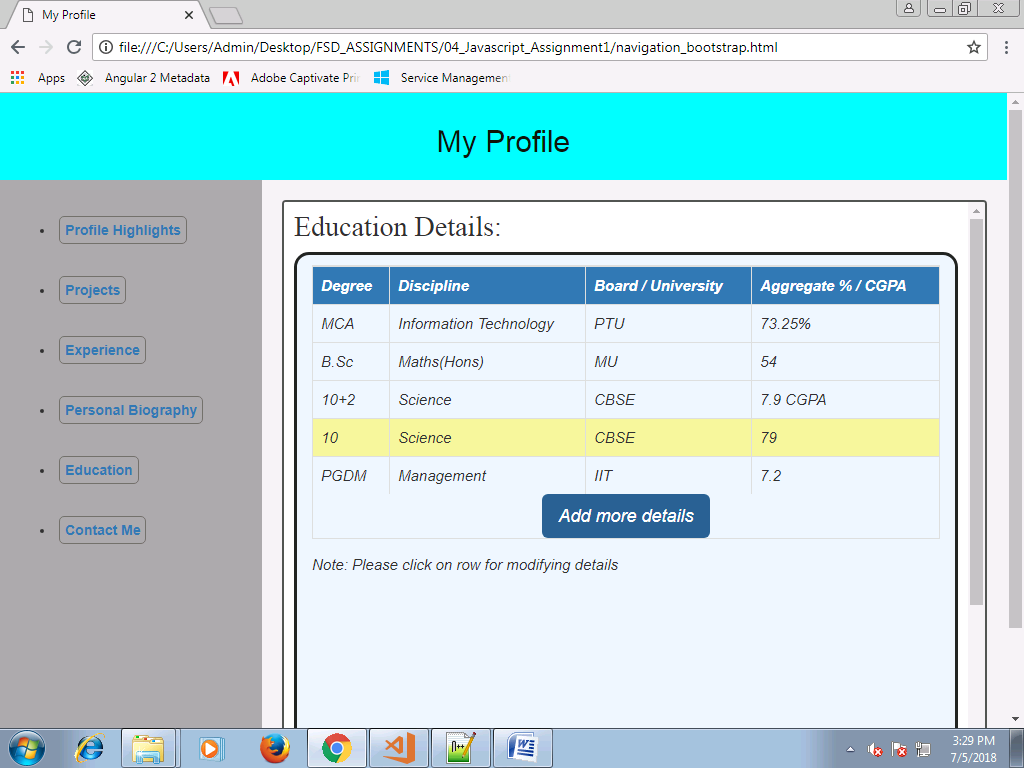 My Profile
file:///C:/Users/Admin/Desktop/FSD_ASSIGNMENTS/04_Javascript_Assignment1/navigation_bootstrap.html
Apps Angular 2 Metadata Adobe Captivate Service Management
My Profile
Profile Highlights
Projects
Experience
Personal Biography
Education
Contact Me
Education Details:
Degree Discipline Board / University Aggregate % / CGPA
MCA Information Technology PTU 73.25%
B.Sc Maths(Hons) MU 54
10+2 Science CBSE 7.9 CGPA
10 Science CBSE 79
PGDM Management IIT 7.2
Add more details
Note: Please click on row for modifying details
3:29 PM
7/5/2018